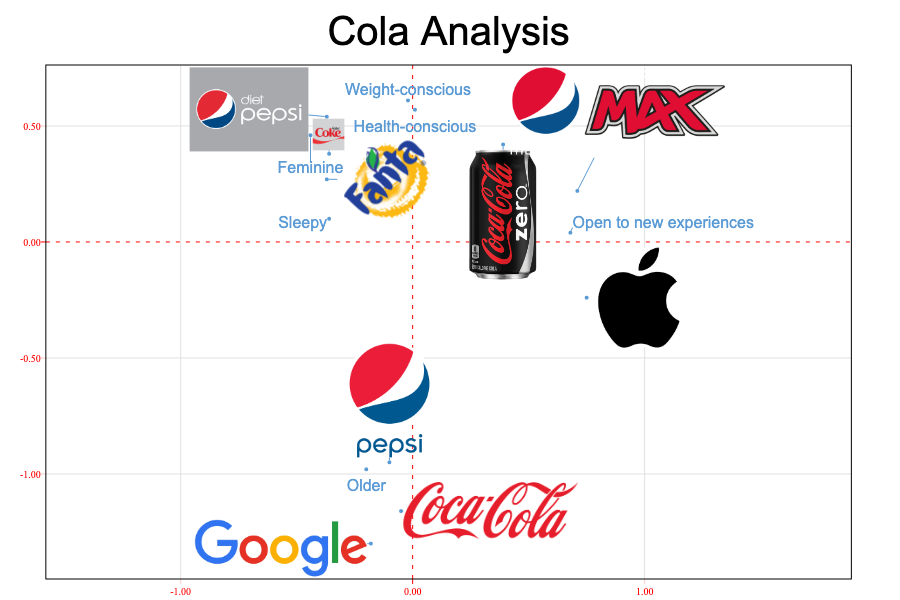 Cola Analysis
diet
pepsi
Coke
Weight-conscious
Health-conscious
MAX
0.50
Feminine
Fanta
Coca-Cola
zero
Sleepy
Open to new experiences
0.00
-0.50
pepsi
-1.00
Older
Coca-Cola
Google
-1.00
0.00
1.00